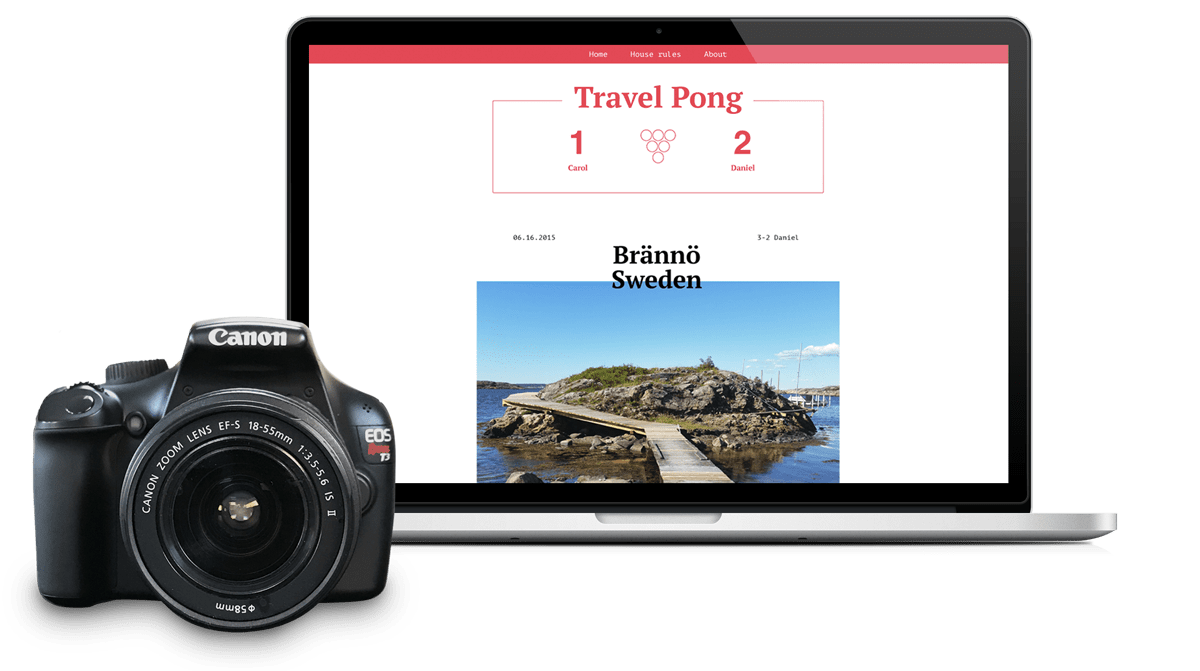 Home House rules About
Travel Pong
1 2
Carol Daniel
06.16.2015 3-2 Daniel
Brännö
Sweden
Canon
EOS
T3
CANON ZOOM LENS EF-S 18-55mm 1:3.5-5.6 IS II
φ58mm